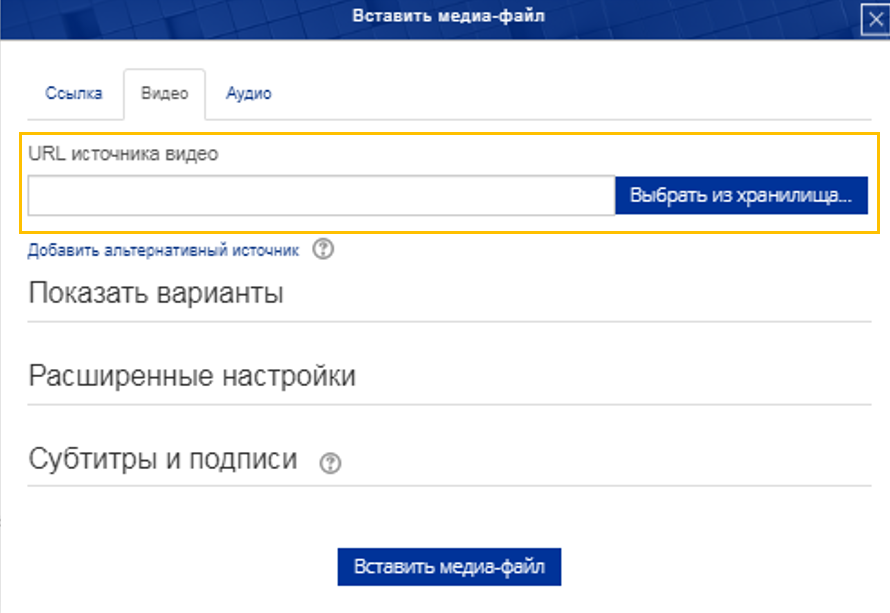 Вставить медиа-файл
Ссылка Видео Аудио
URL источника видео
Выбрать из хранилища...
Добавить альтернативный источник ?
Показать варианты
Расширенные настройки
Субтитры и подписи ?
Вставить медиа-файл